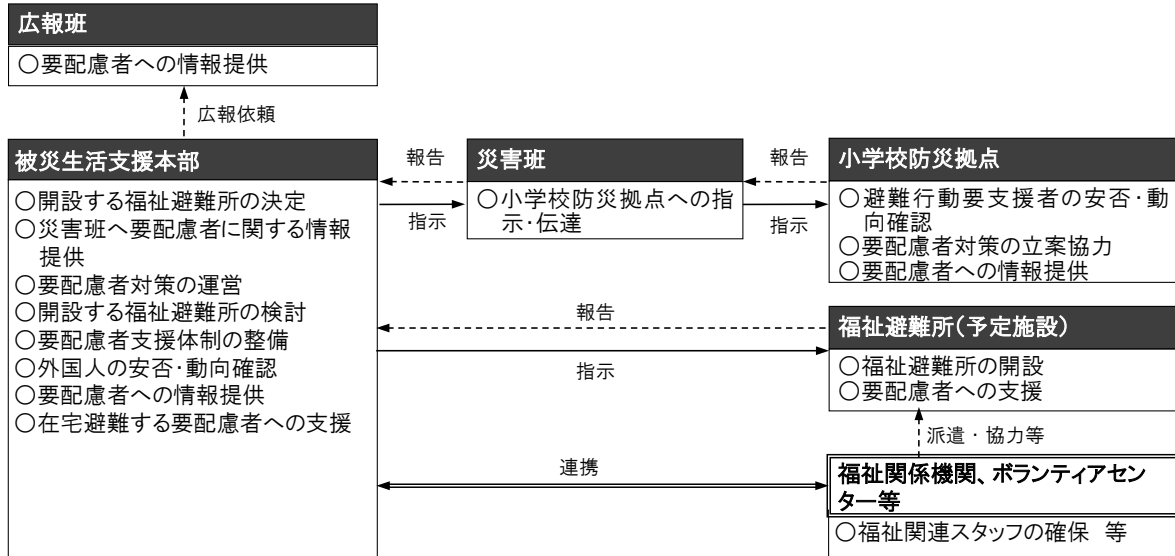 広報班
○要配慮者への情報提供
広報依頼
被災生活支援本部
○開設する福祉避難所の決定
○災害班へ要配慮者に関する情報
提供
○要配慮者対策の運営
○開設する福祉避難所の検討
○要配慮者支援体制の整備
○外国人の安否・動向確認
○要配慮者への情報提供
○在宅避難する要配慮者への支援
報告
指示
災害班
○小学校防災拠点への指
示・伝達
報告
指示
小学校防災拠点
○避難行動要支援者の安否・動
向確認
○要配慮者対策の立案協力
○要配慮者への情報提供
報告
指示
福祉避難所(予定施設)
○福祉避難所の開設
○要配慮者への支援
派遣・協力等
連携
福祉関係機関、ボランティアセン
ター等
○福祉関連スタッフの確保 等